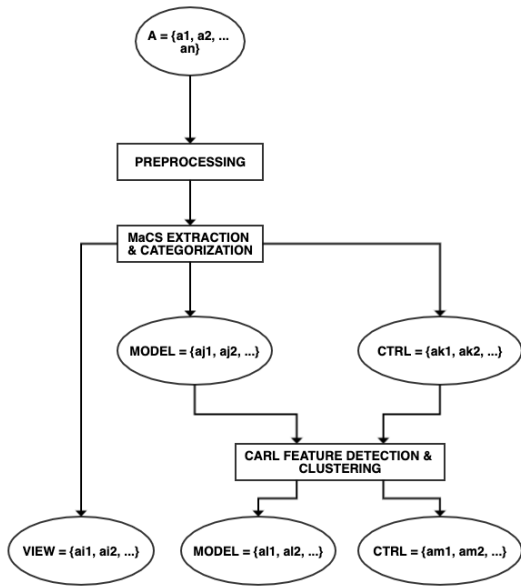 A = {a1, a2, ...
an}
PREPROCESSING
MaCS EXTRACTION
& CATEGORIZATION
MODEL = {aj1, aj2, ...}
CTRL = {ak1, ak2, ...}
CARL FEATURE DETECTION &
CLUSTERING
VIEW = {ai1, ai2, ...}
MODEL = {al1, al2, ...}
CTRL = {am1, am2, ...}